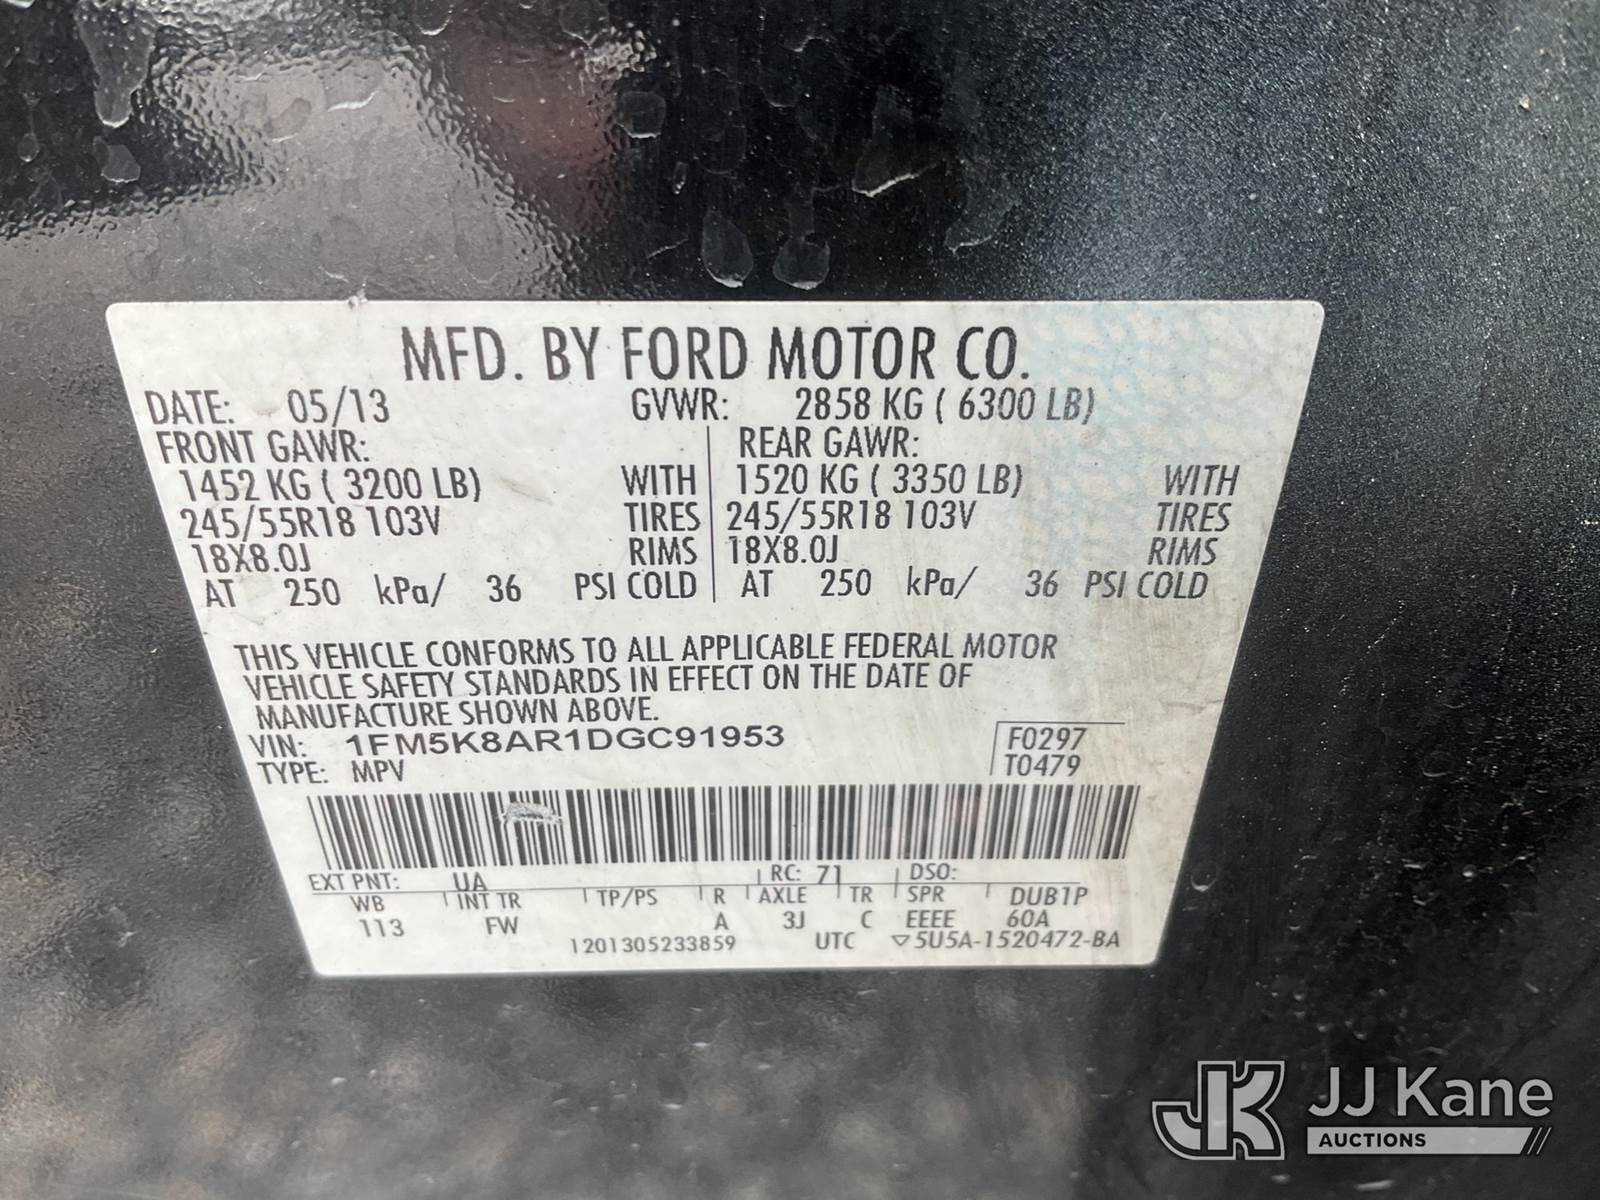 MFD. BY FORD MOTOR CO.
DATE: 05/13 GVWR: 2858 KG ( 6300 LB)
FRONT GAWR: REAR GAWR:
1452 KG ( 3200 LB) WITH 1520 KG ( 3350 LB) WITH
245/55R18 103V TIRES 245/55R18 103V TIRES
18X8.0J RIMS 18X8.0J RIMS
AT 250 kPa/ 36 PSI COLD AT 250 kPa/ 36 PSI COLD
THIS VEHICLE CONFORMS TO ALL APPLICABLE FEDERAL MOTOR
VEHICLE SAFETY STANDARDS IN EFFECT ON THE DATE OF
MANUFACTURE SHOWN ABOVE.
VIN: 1FM5K8AR1DGC91953 F0297
TYPE: MPV T0479
EXT PNT: UA RC: 71 DSO:
WB INT TR TP/PS R AXLE TR SPR DUB1P
113 FW A 3J C EEEE 60A
1201305233859 UTC ▽5U5A-1520472-BA
JK JJ Kane
AUCTIONS